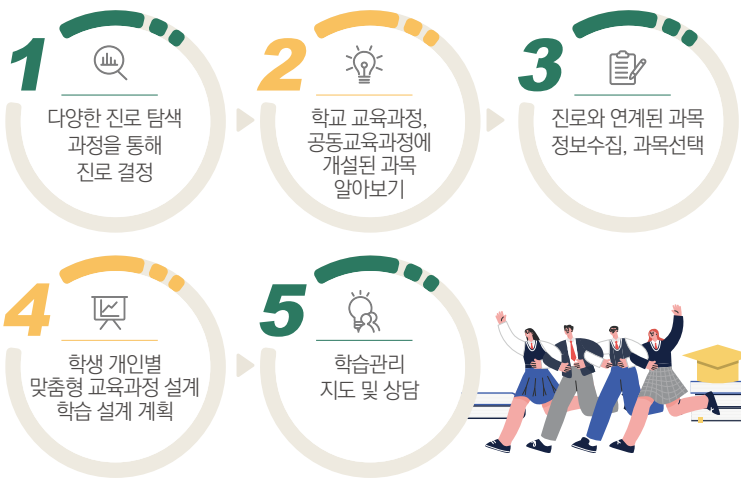 1
다양한 진로 탐색
과정을 통해
진로 결정
2
학교 교육과정,
공동교육과정에
개설된 과목
알아보기
3
진로와 연계된 과목
정보수집, 과목선택
4
학생 개인별
맞춤형 교육과정 설계
학습 설계 계획
5
학습관리
지도 및 상담